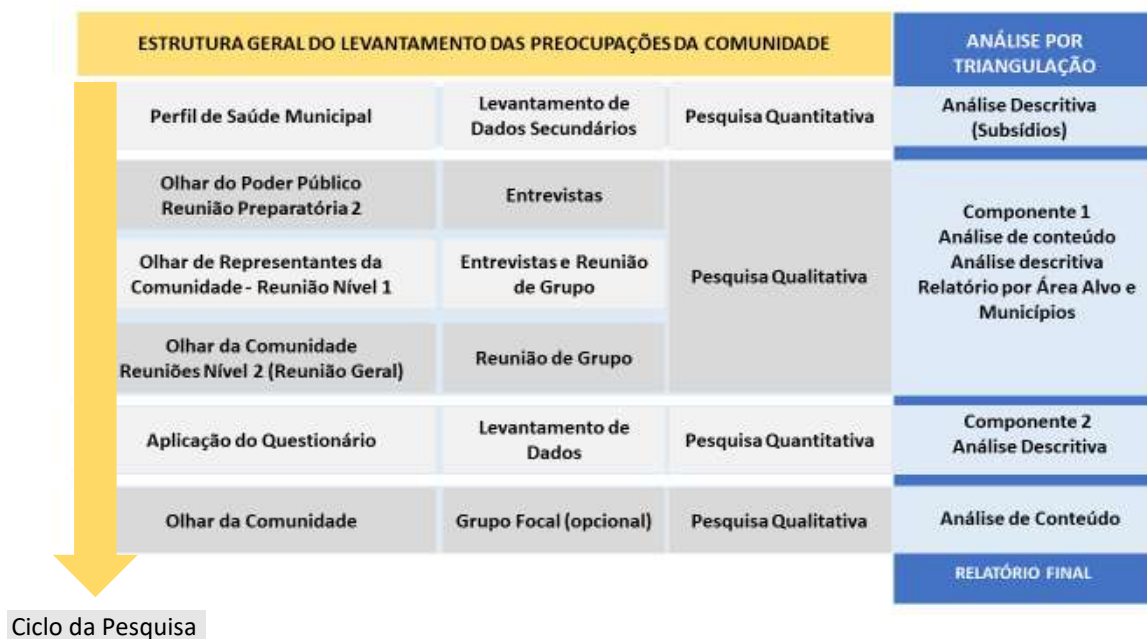 ESTRUTURA GERAL DO LEVANTAMENTO DAS PREOCUPAÇÕES DA COMUNIDADE
ANÁLISE POR
TRIANGULAÇÃO
Perfil de Saúde Municipal
Levantamento de
Dados Secundários
Pesquisa Quantitativa
Análise Descritiva
(Subsídios)
Olhar do Poder Público
Reunião Preparatória 2
Entrevistas
Olhar de Representantes da
Comunidade - Reunião Nível 1
Entrevistas e Reunião
de Grupo
Olhar da Comunidade
Reuniões Nível 2 (Reunião Geral)
Reunião de Grupo
Pesquisa Qualitativa
Componente 1
Análise de conteúdo
Análise descritiva
Relatório por Área Alvo e
Municípios
Aplicação do Questionário
Levantamento de
Dados
Pesquisa Quantitativa
Componente 2
Análise Descritiva
Olhar da Comunidade
Grupo Focal (opcional)
Pesquisa Qualitativa
Análise de Conteúdo
RELATÓRIO FINAL
Ciclo da Pesquisa